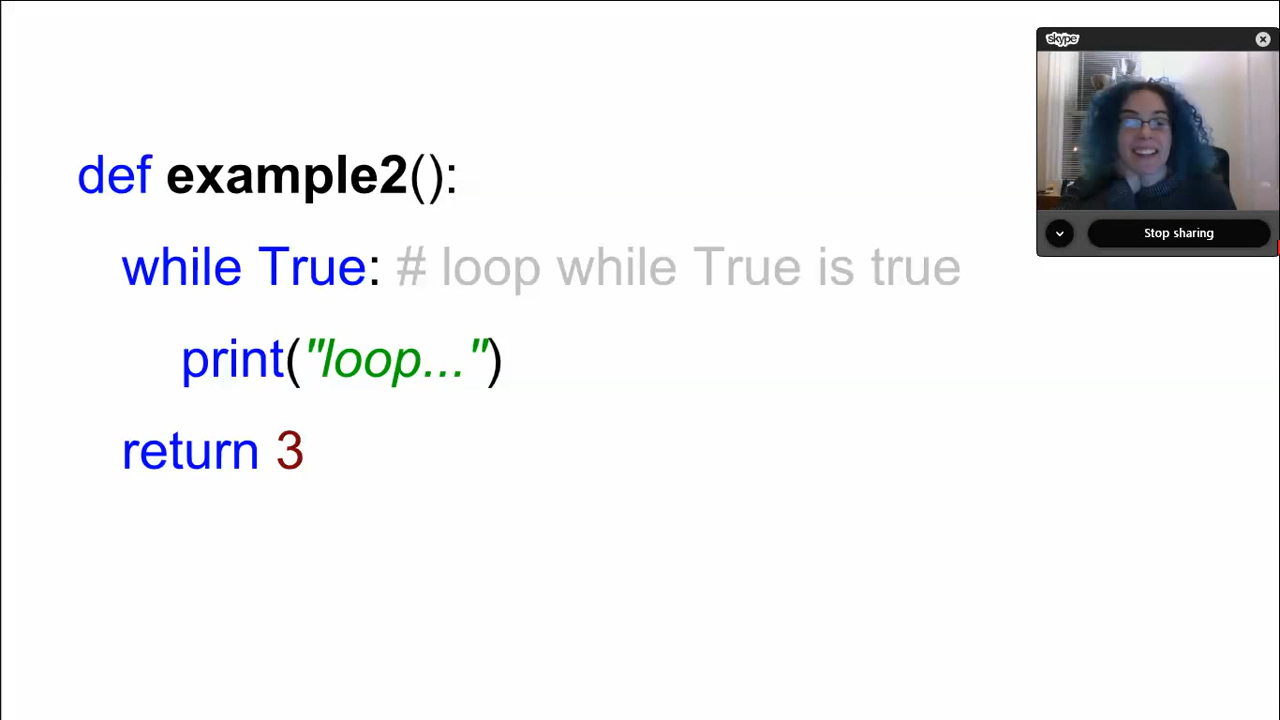 skype
def example2():
while True: # loop while True is true
print("loop...")
return 3
Stop sharing